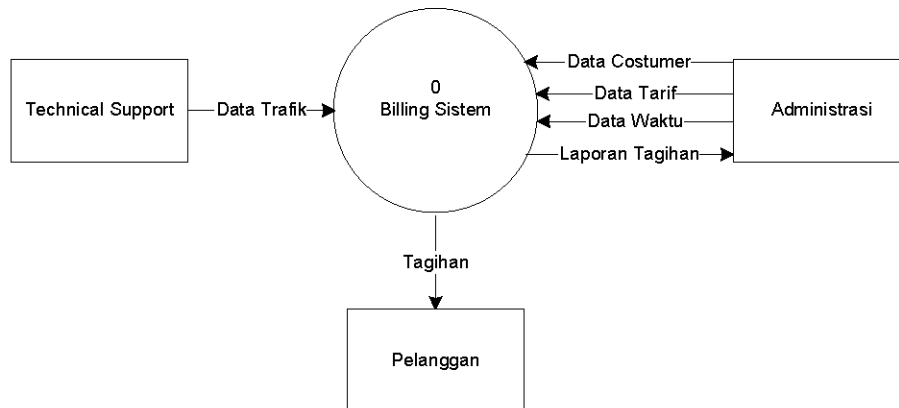 0
Billing Sistem
Technical Support
Data Trafik
Data Costumer
Data Tarif
Data Waktu
Laporan Tagihan
Administrasi
Tagihan
Pelanggan